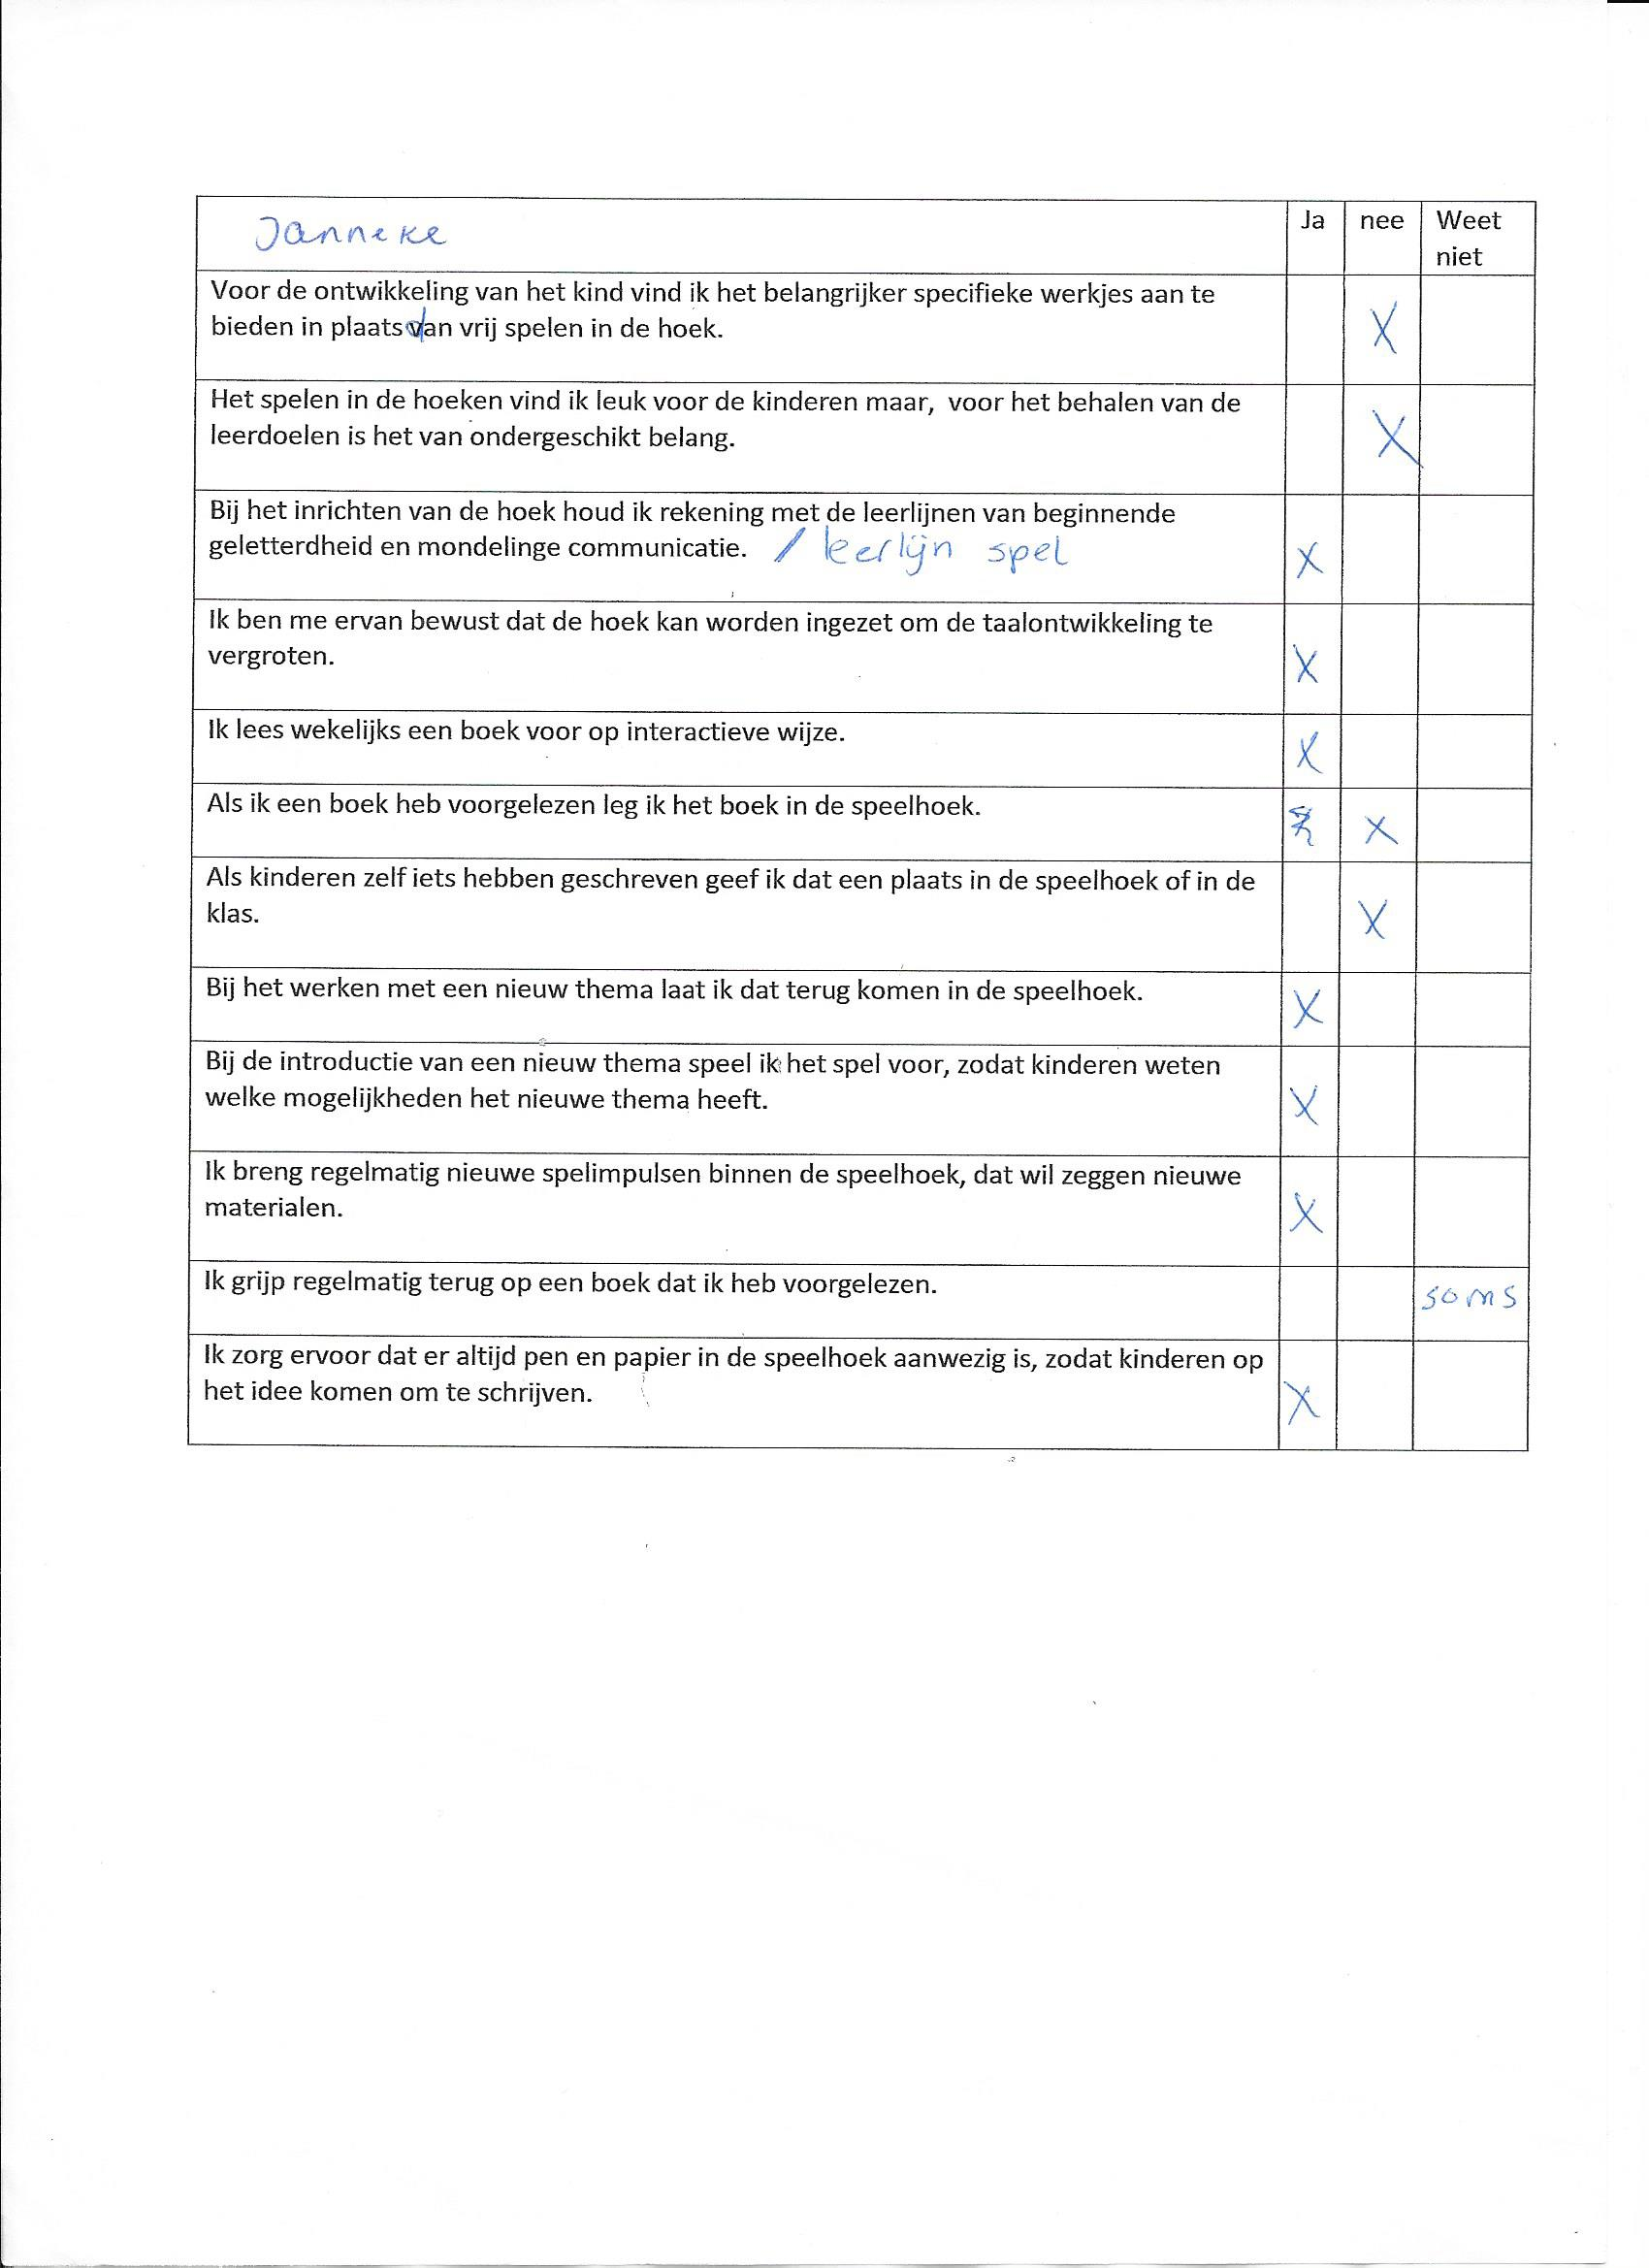 Janneke Ja nee Weet
niet
Voor de ontwikkeling van het kind vind ik het belangrijker specifieke werkjes aan te
bieden in plaats van vrij spelen in de hoek. X
Het spelen in de hoeken vind ik leuk voor de kinderen maar, voor het behalen van de
leerdoelen is het van ondergeschikt belang. X
Bij het inrichten van de hoek houd ik rekening met de leerlijnen van beginnende
geletterdheid en mondelinge communicatie. / leerlijn spel X
Ik ben me ervan bewust dat de hoek kan worden ingezet om de taalontwikkeling te
vergroten. X
Ik lees wekelijks een boek voor op interactieve wijze. X
Als ik een boek heb voorgelezen leg ik het boek in de speelhoek. X
Als kinderen zelf iets hebben geschreven geef ik dat een plaats in de speelhoek of in de
klas. X
Bij het werken met een nieuw thema laat ik dat terug komen in de speelhoek. X
Bij de introductie van een nieuw thema speel ik het spel voor, zodat kinderen weten
welke mogelijkheden het nieuwe thema heeft. X
Ik breng regelmatig nieuwe spelimpulsen binnen de speelhoek, dat wil zeggen nieuwe
materialen. X
Ik grijp regelmatig terug op een boek dat ik heb voorgelezen. soms
Ik zorg ervoor dat er altijd pen en papier in de speelhoek aanwezig is, zodat kinderen op
het idee komen om te schrijven. X